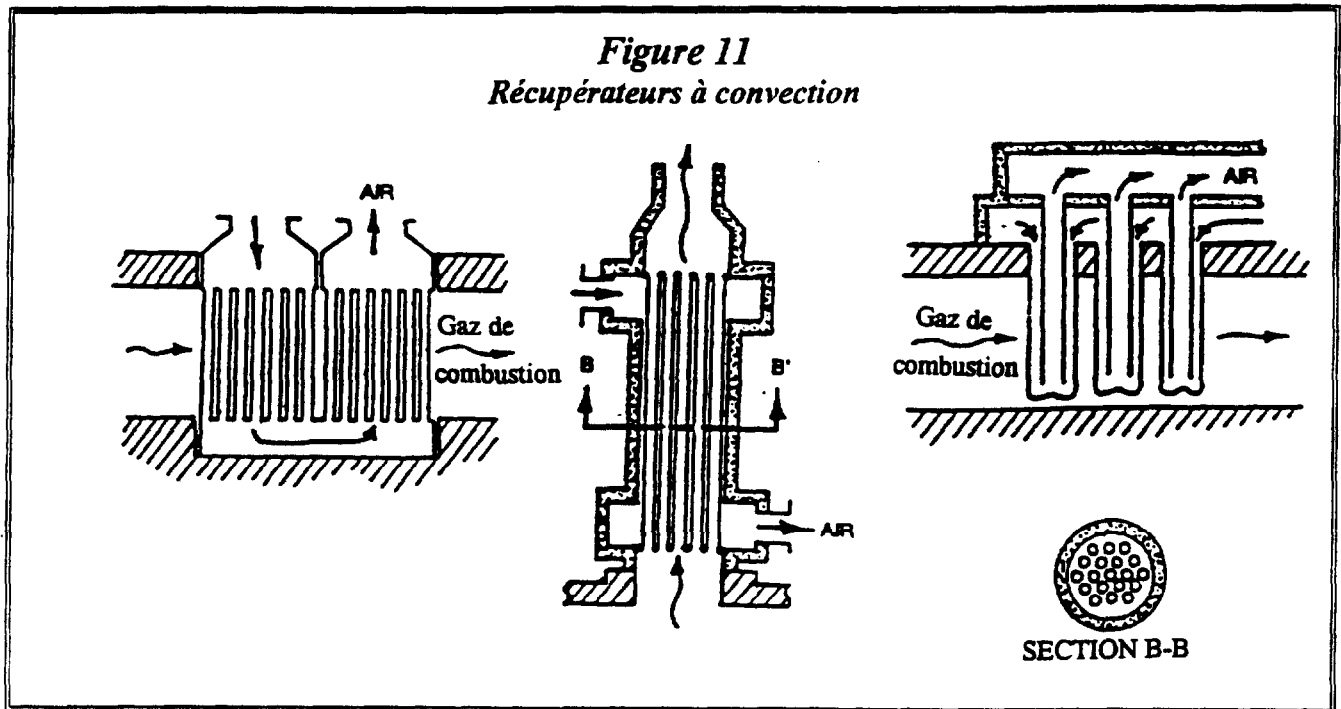 Figure 11
Récupérateurs à convection
AIR
Gaz de
combustion
B
B'
AIR
AIR
Gaz de
combustion
SECTION B-B